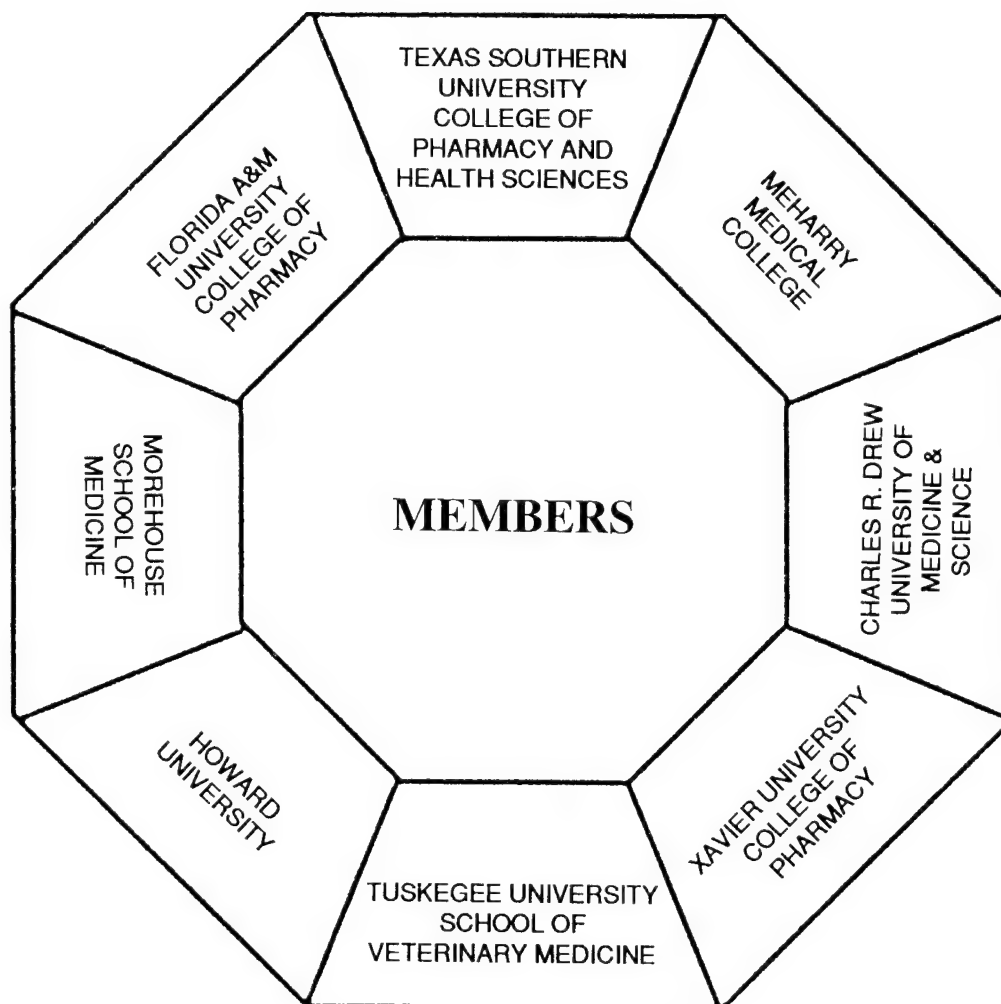 TEXAS SOUTHERN
UNIVERSITY
COLLEGE OF
PHARMACY AND
HEALTH SCIENCES
MEHARRY
MEDICAL
COLLEGE
CHARLES R. DREW
UNIVERSITY OF
MEDICINE &
SCIENCE
XAVIER UNIVERSITY
COLLEGE OF
PHARMACY
TUSKEGEE UNIVERSITY
SCHOOL OF
VETERINARY MEDICINE
HOWARD
UNIVERSITY
MOREHOUSE
SCHOOL OF
MEDICINE
FLORIDA A&M
UNIVERSITY
COLLEGE OF
PHARMACY
MEMBERS